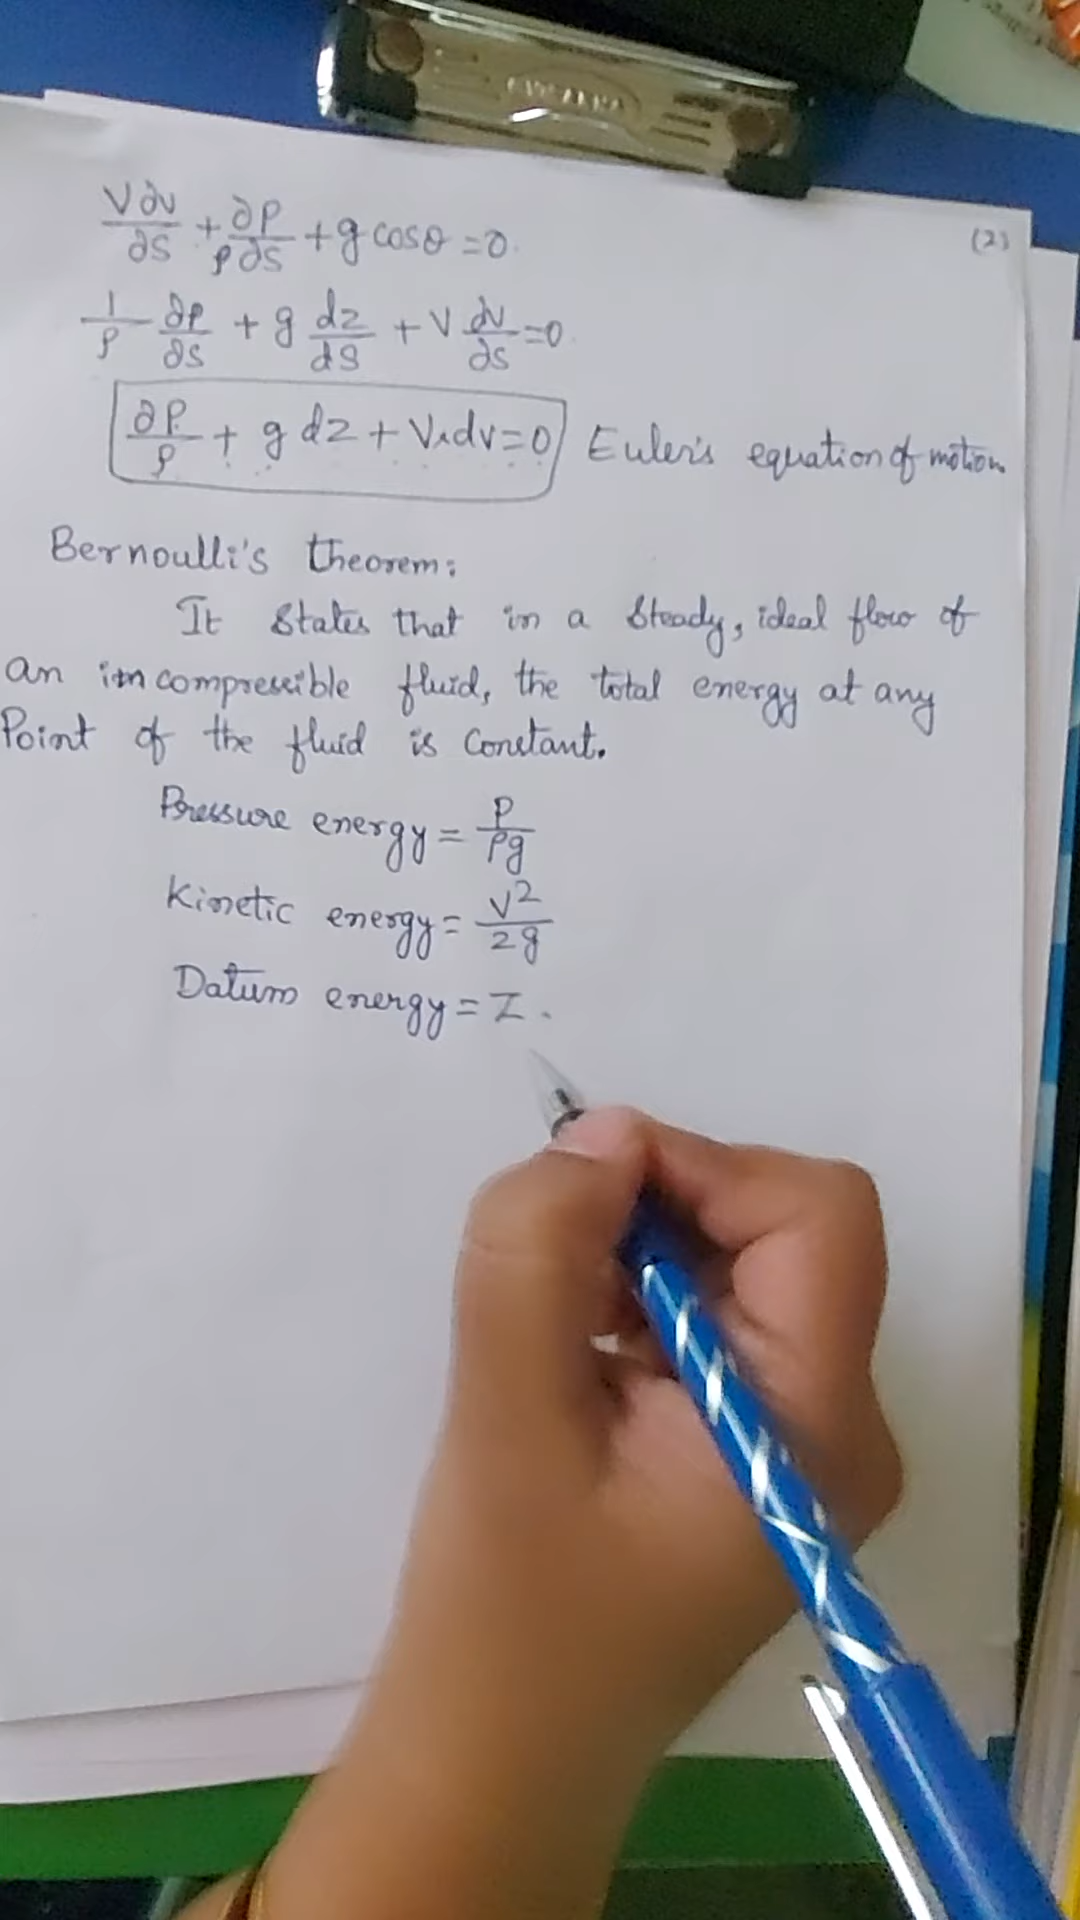 V∂v/∂s + ∂P/ρ∂s + g cosθ = 0. (2)
1/ρ ∂P/∂s + g dz/ds + V ∂v/∂s = 0.
∂P/ρ + g dz + V.dv = 0 Euler's equation of motion
Bernoulli's theorem:
It states that in a steady, ideal flow of
an imcompressible fluid, the total energy at any
Point of the fluid is constant.
Pressure energy = P/ρg
Kinetic energy = V²/2g
Datum energy = Z.